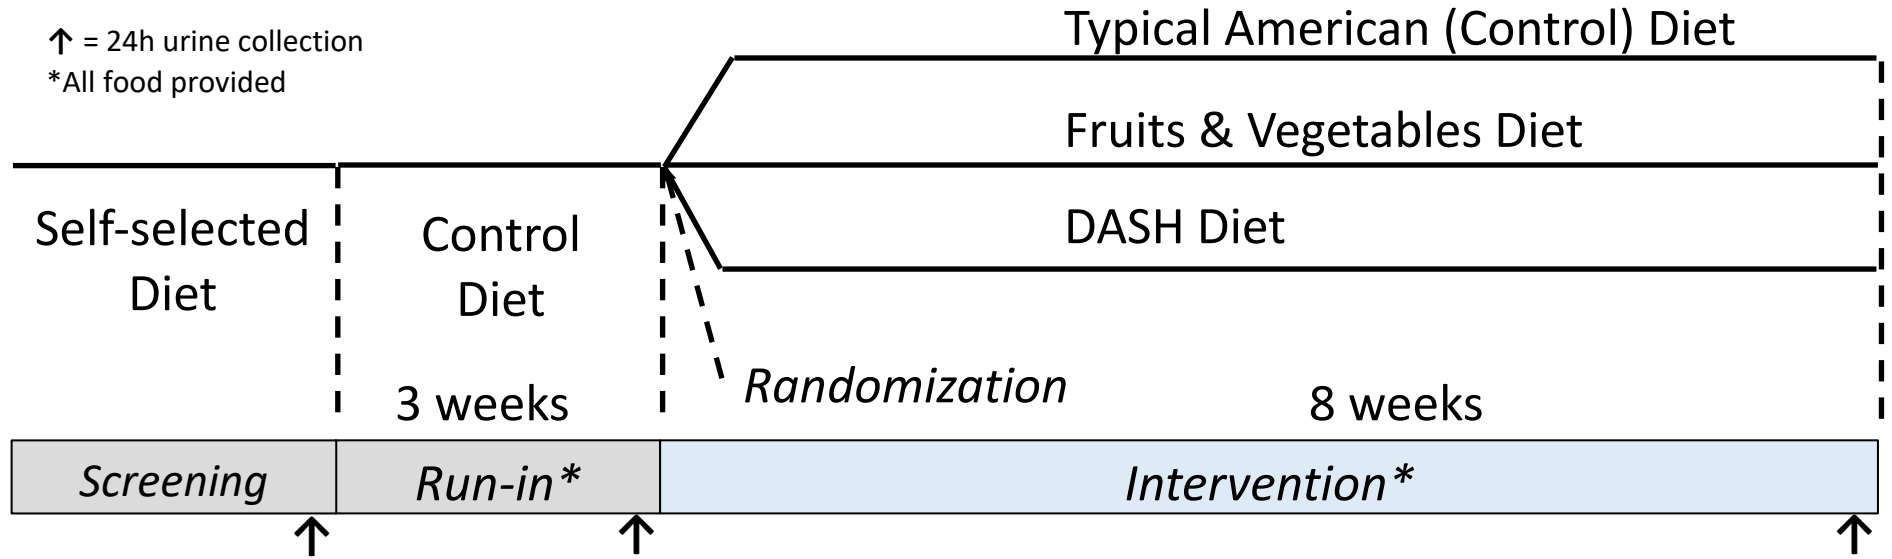 ↑ = 24h urine collection
*All food provided
Typical American (Control) Diet
Fruits & Vegetables Diet
DASH Diet
Self-selected
Diet
Control
Diet
3 weeks
Randomization
8 weeks
Screening
Run-in*
Intervention*